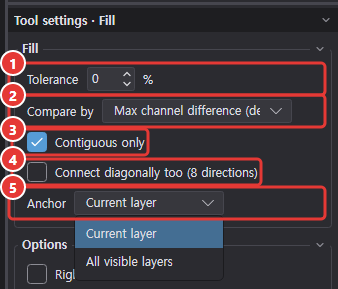 Tool settings · Fill
Fill
1
Tolerance 0 %
2
Compare by Max channel difference (de
3
Contiguous only
4
Connect diagonally too (8 directions)
5
Anchor Current layer
Current layer
All visible layers
Options
Righ